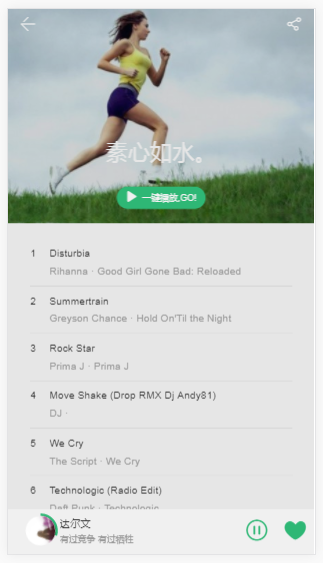 素心如水。
一键播放,GO!
1 Disturbia
Rihanna · Good Girl Gone Bad: Reloaded
2 Summertrain
Greyson Chance · Hold On'Til the Night
3 Rock Star
Prima J · Prima J
4 Move Shake (Drop RMX Dj Andy81)
DJ ·
5 We Cry
The Script · We Cry
6 Technologic (Radio Edit)
Daft Punk · Technologic
达尔文
有过竞争 有过牺牲